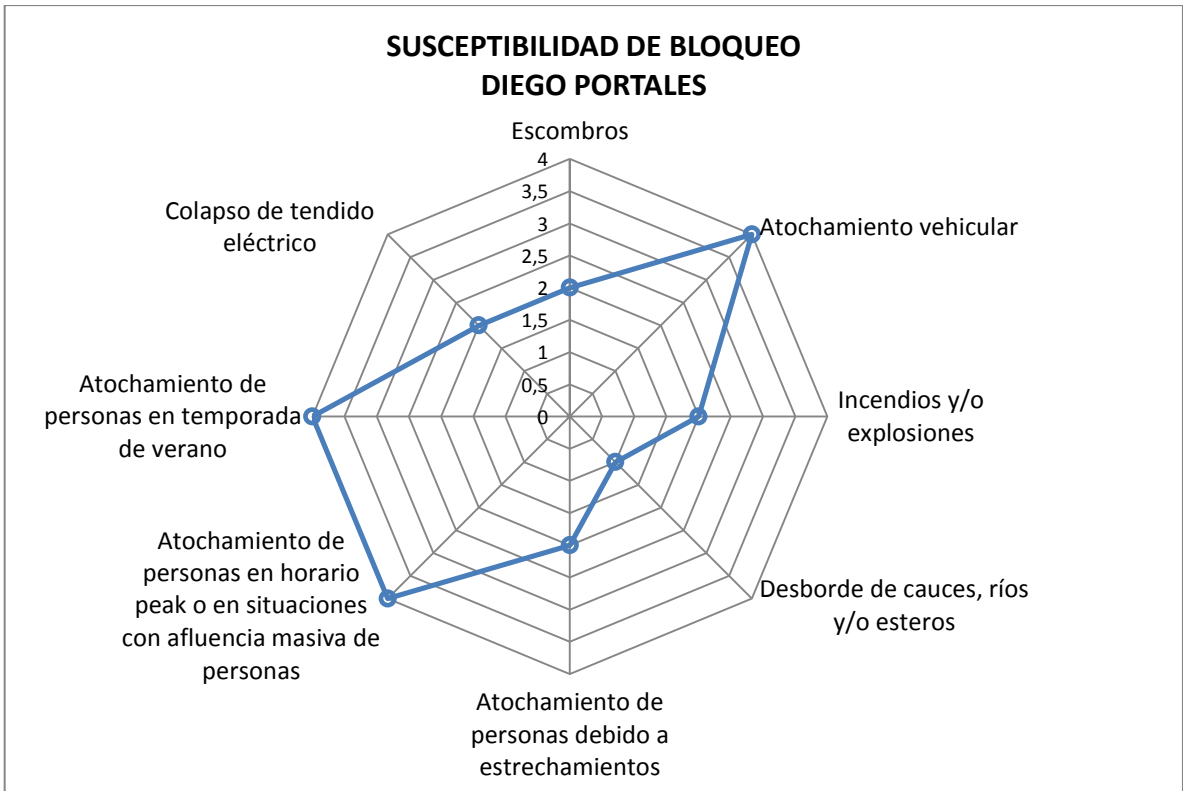 SUSCEPTIBILIDAD DE BLOQUEO
DIEGO PORTALES
Escombros
4
3,5
3
2,5
2
1,5
1
0,5
0
Atochamiento vehicular
Incendios y/o
explosiones
Desborde de cauces, ríos
y/o esteros
Atochamiento de
personas debido a
estrechamientos
Atochamiento de
personas en horario
peak o en situaciones
con afluencia masiva de
personas
Atochamiento de
personas en temporada
de verano
Colapso de tendido
eléctrico